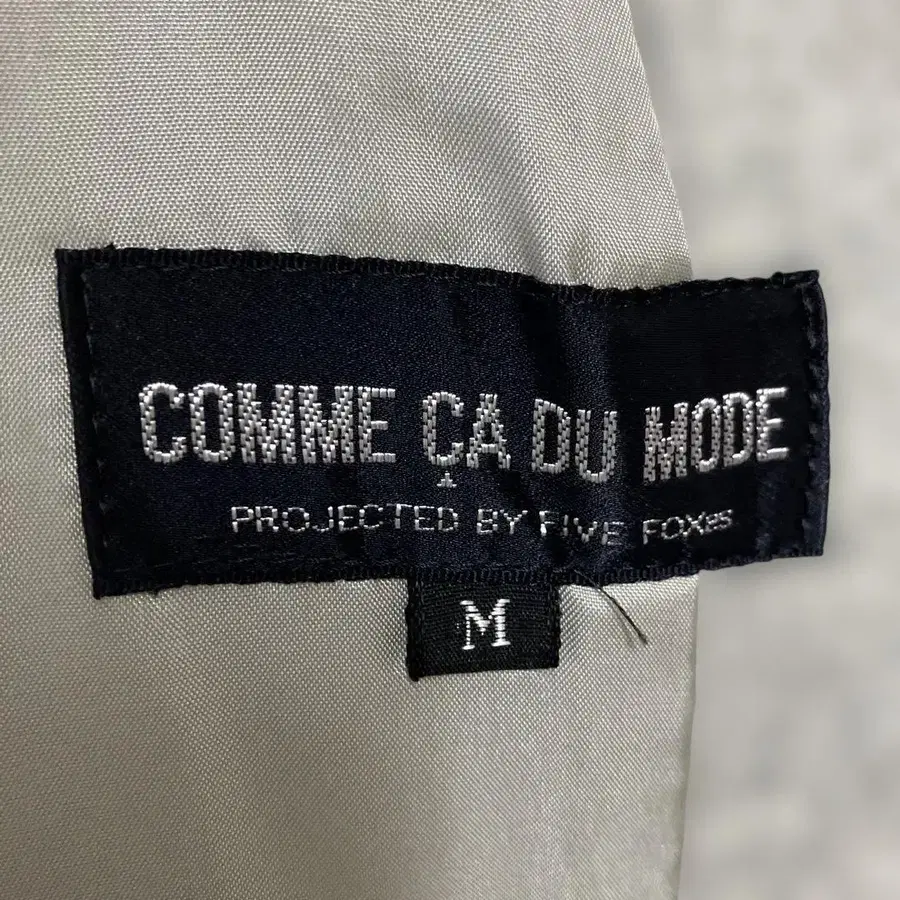 COMME ÇA DU MODE
PROJECTED BY FIVE FOXes
M